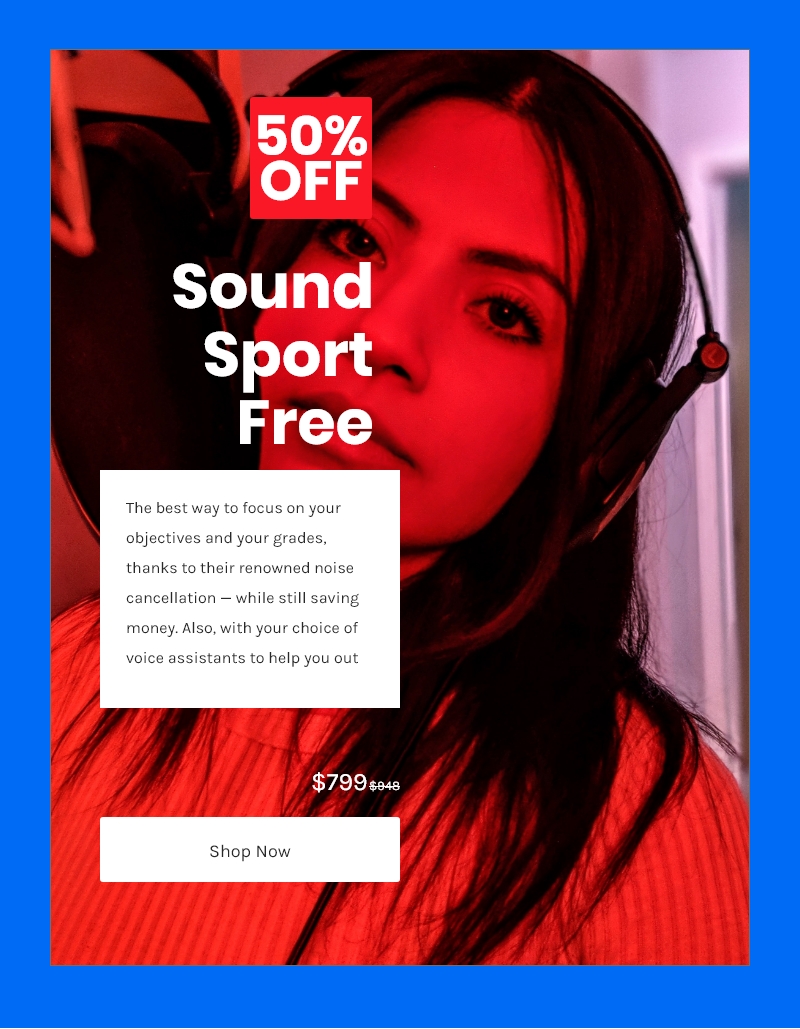 50%
OFF
Sound
Sport
Free
The best way to focus on your
objectives and your grades,
thanks to their renowned noise
cancellation — while still saving
money. Also, with your choice of
voice assistants to help you out
$799 $948
Shop Now